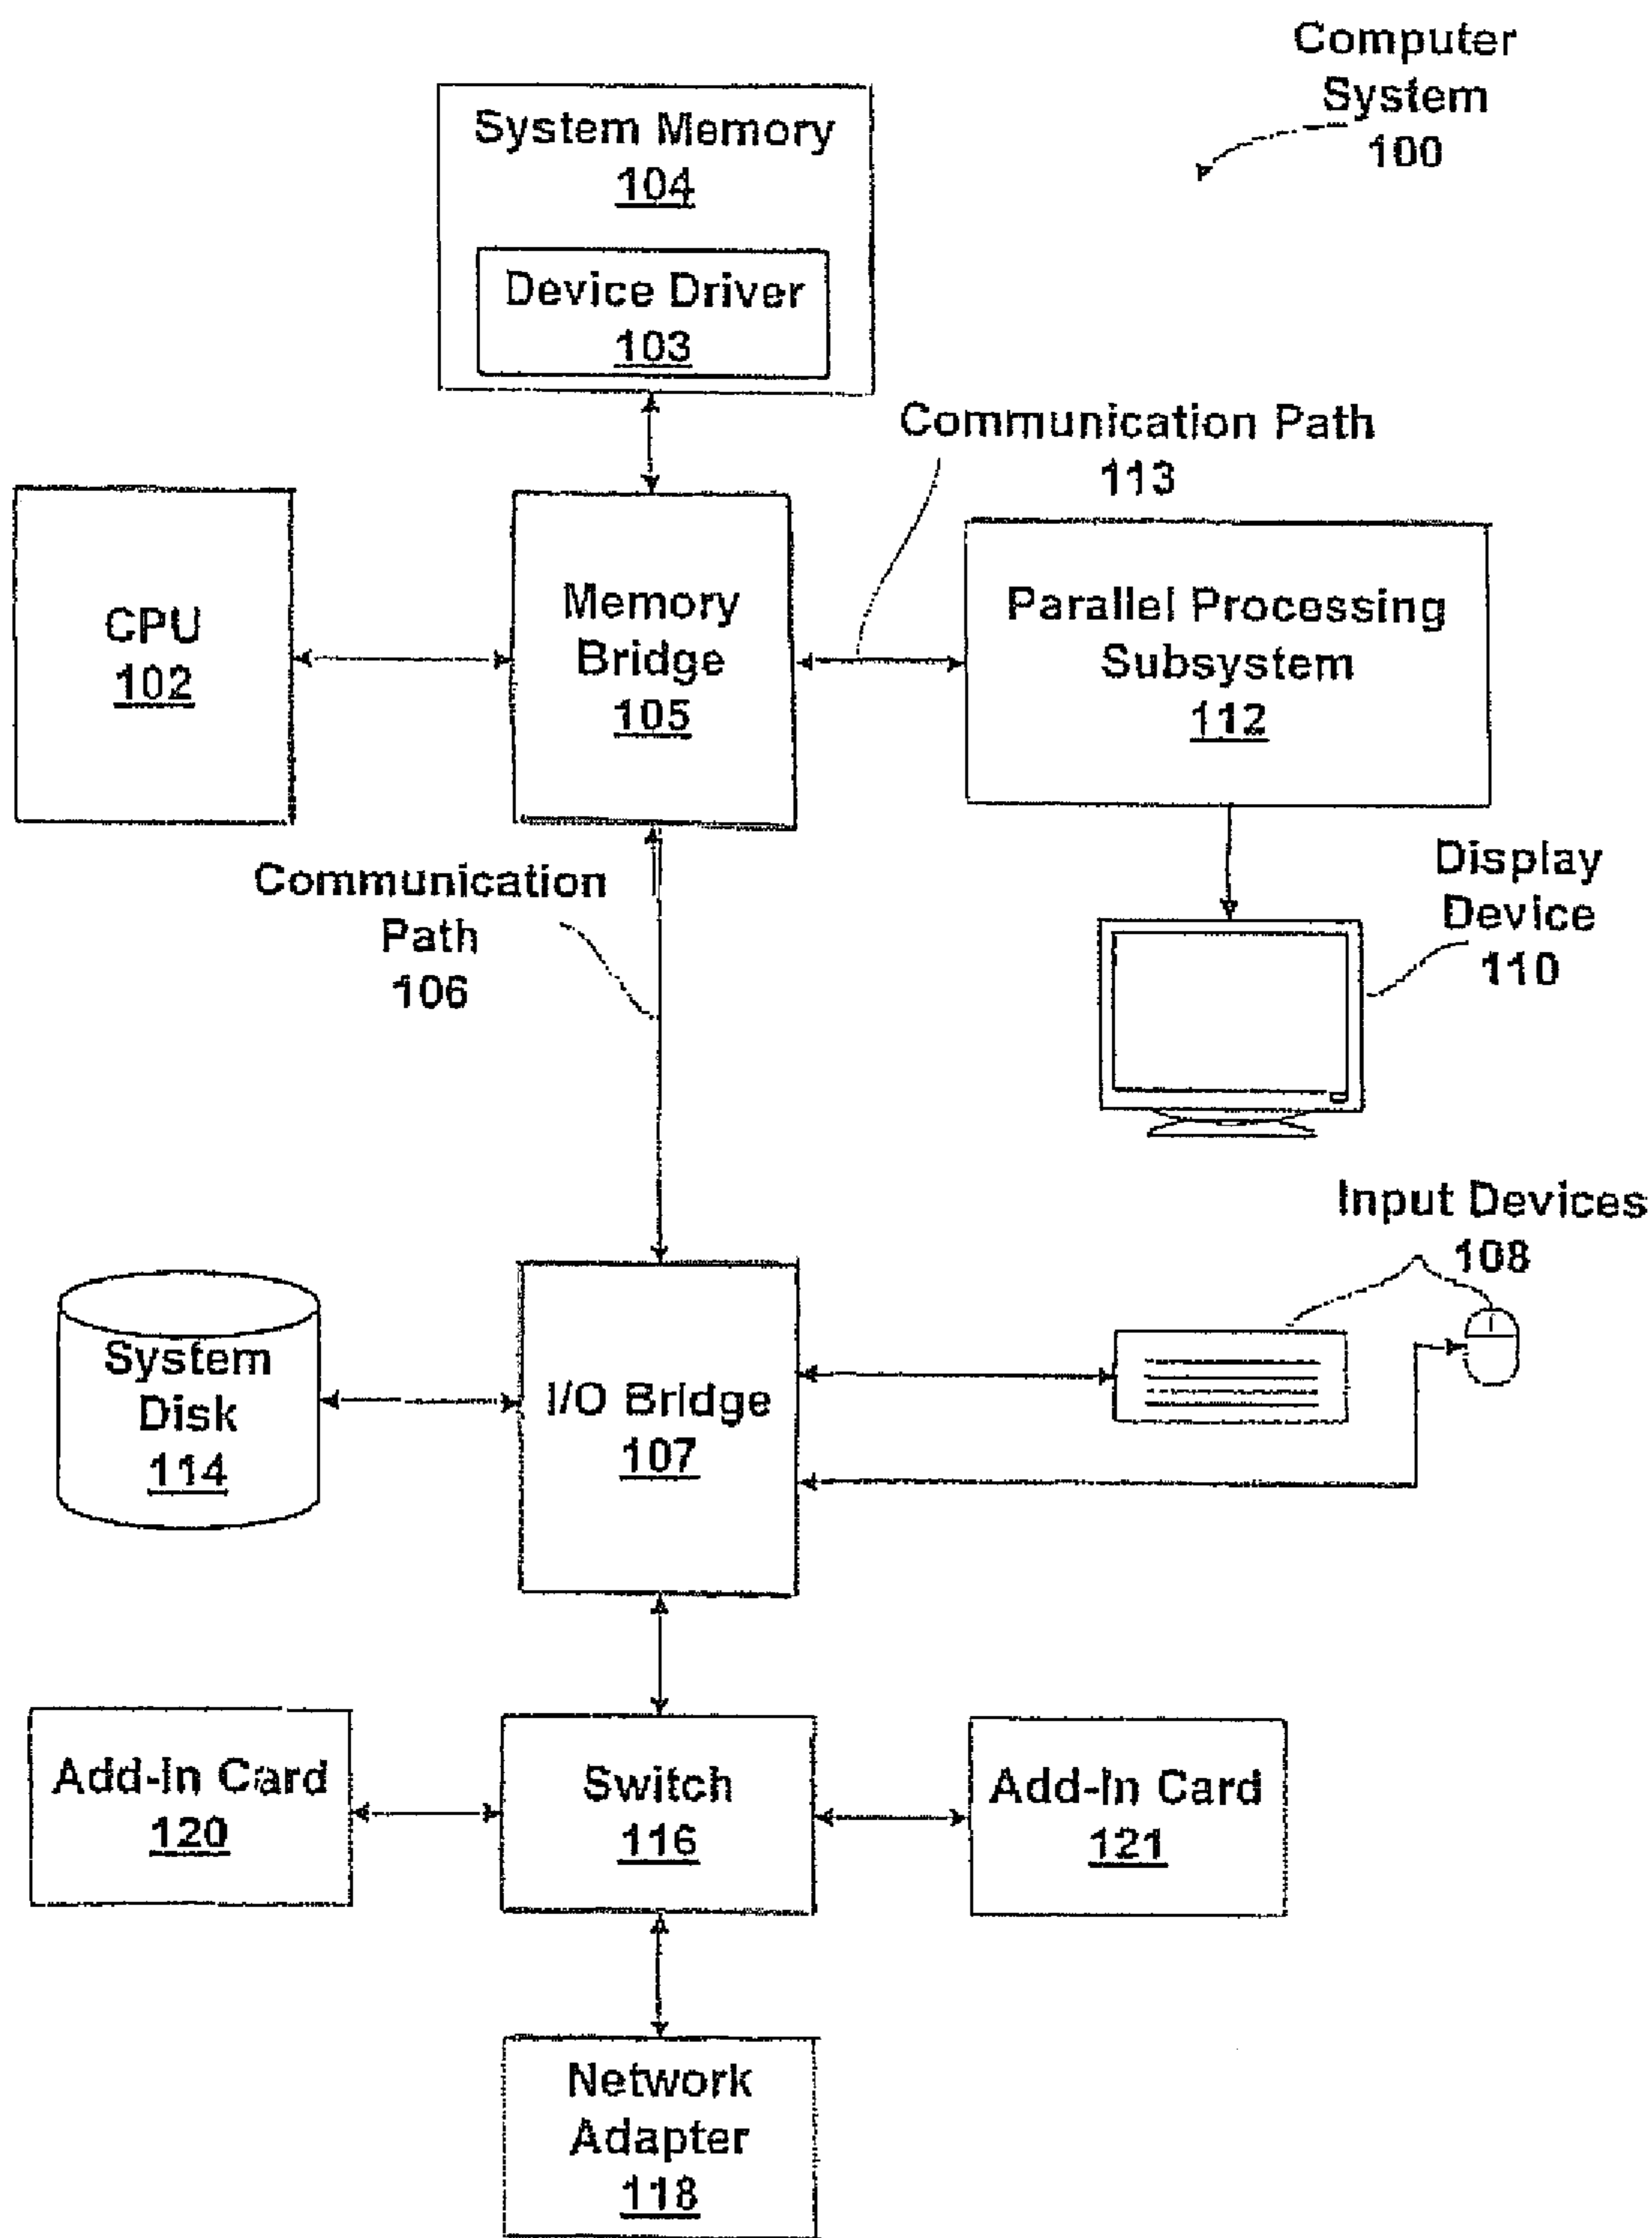 Computer
System
100
System Memory
104
Device Driver
103
Communication Path
113
CPU
102
Memory
Bridge
105
Parallel Processing
Subsystem
112
Communication
Path
106
Display
Device
110
Input Devices
108
System
Disk
114
I/O Bridge
107
Add-In Card
120
Switch
116
Add-In Card
121
Network
Adapter
118